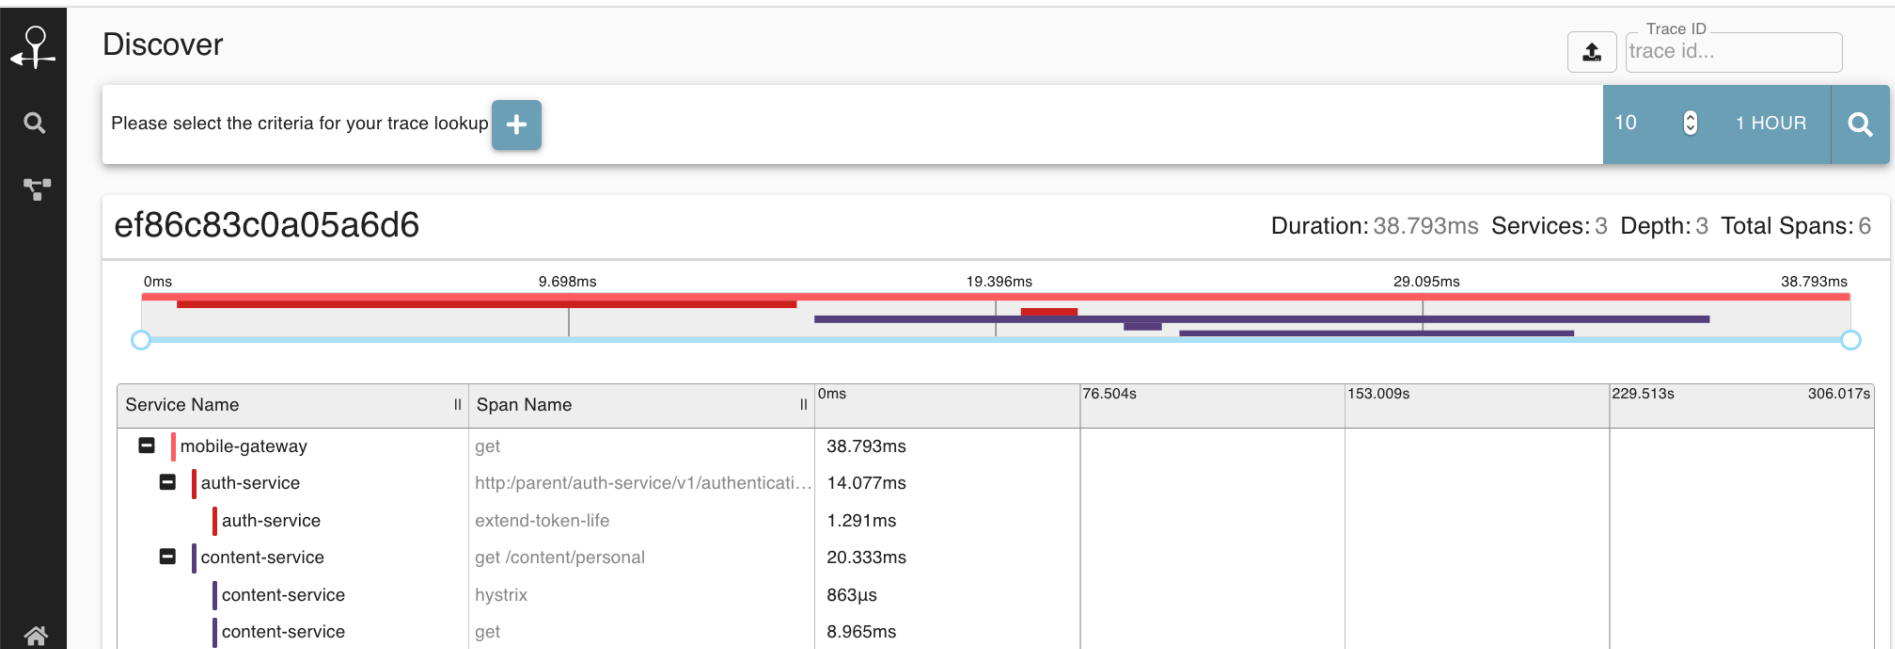 Discover
Trace ID
trace id...
Please select the criteria for your trace lookup
10
1 HOUR
ef86c83c0a05a6d6
Duration: 38.793ms Services: 3 Depth: 3 Total Spans: 6
0ms 9.698ms 19.396ms 29.095ms 38.793ms
Service Name Span Name 0ms 76.504s 153.009s 229.513s 306.017s
mobile-gateway get 38.793ms
auth-service http:/parent/auth-service/v1/authenticati... 14.077ms
auth-service extend-token-life 1.291ms
content-service get /content/personal 20.333ms
content-service hystrix 863μs
content-service get 8.965ms